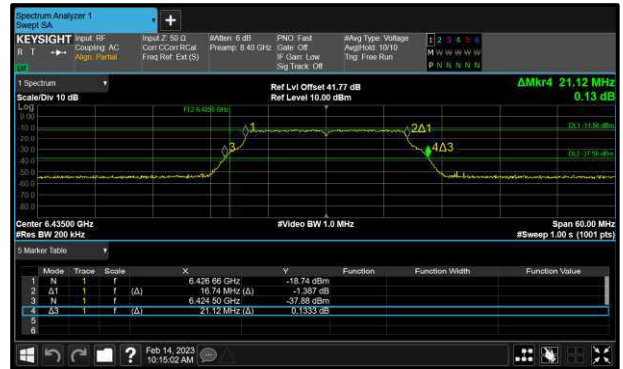 Spectrum Analyzer 1
Swept SA
+
KEYSIGHT Input: RF Input Z: 50 Ω #Atten: 6 dB PNO: Fast #Avg Type: Voltage 1 2 3 4 5 6
R T Coupling: AC Corr CCorr RCal Preamp: 8.40 GHz Gate: Off Avg|Hold: 10/10 M W W W W W
Align: Partial Freq Ref: Ext (S) IF Gain: Low Trig: Free Run
Sig Track: Off P N N N N N
LM
1 Spectrum Ref Lvl Offset 41.77 dB ΔMkr4 21.12 MHz
Scale/Div 10 dB Ref Level 10.00 dBm 0.13 dB
Log
0.00
-10.0
-20.0
-30.0
-40.0
-50.0
-60.0
-70.0
-80.0
1 2Δ1
3 4Δ3
Center 6.43500 GHz #Video BW 1.0 MHz Span 60.00 MHz
#Res BW 200 kHz #Sweep 1.00 s (1001 pts)
5 Marker Table
Mode Trace Scale X Y Function Function Width Function Value
1 N 1 f 6.426 66 GHz -18.74 dBm
2 Δ1 1 f (Δ) 16.74 MHz (Δ) -1.387 dB
3 N 1 f 6.424 50 GHz -37.88 dBm
4 Δ3 1 f (Δ) 21.12 MHz (Δ) 0.1333 dB
5
6
? Feb 14, 2023
10:15:02 AM